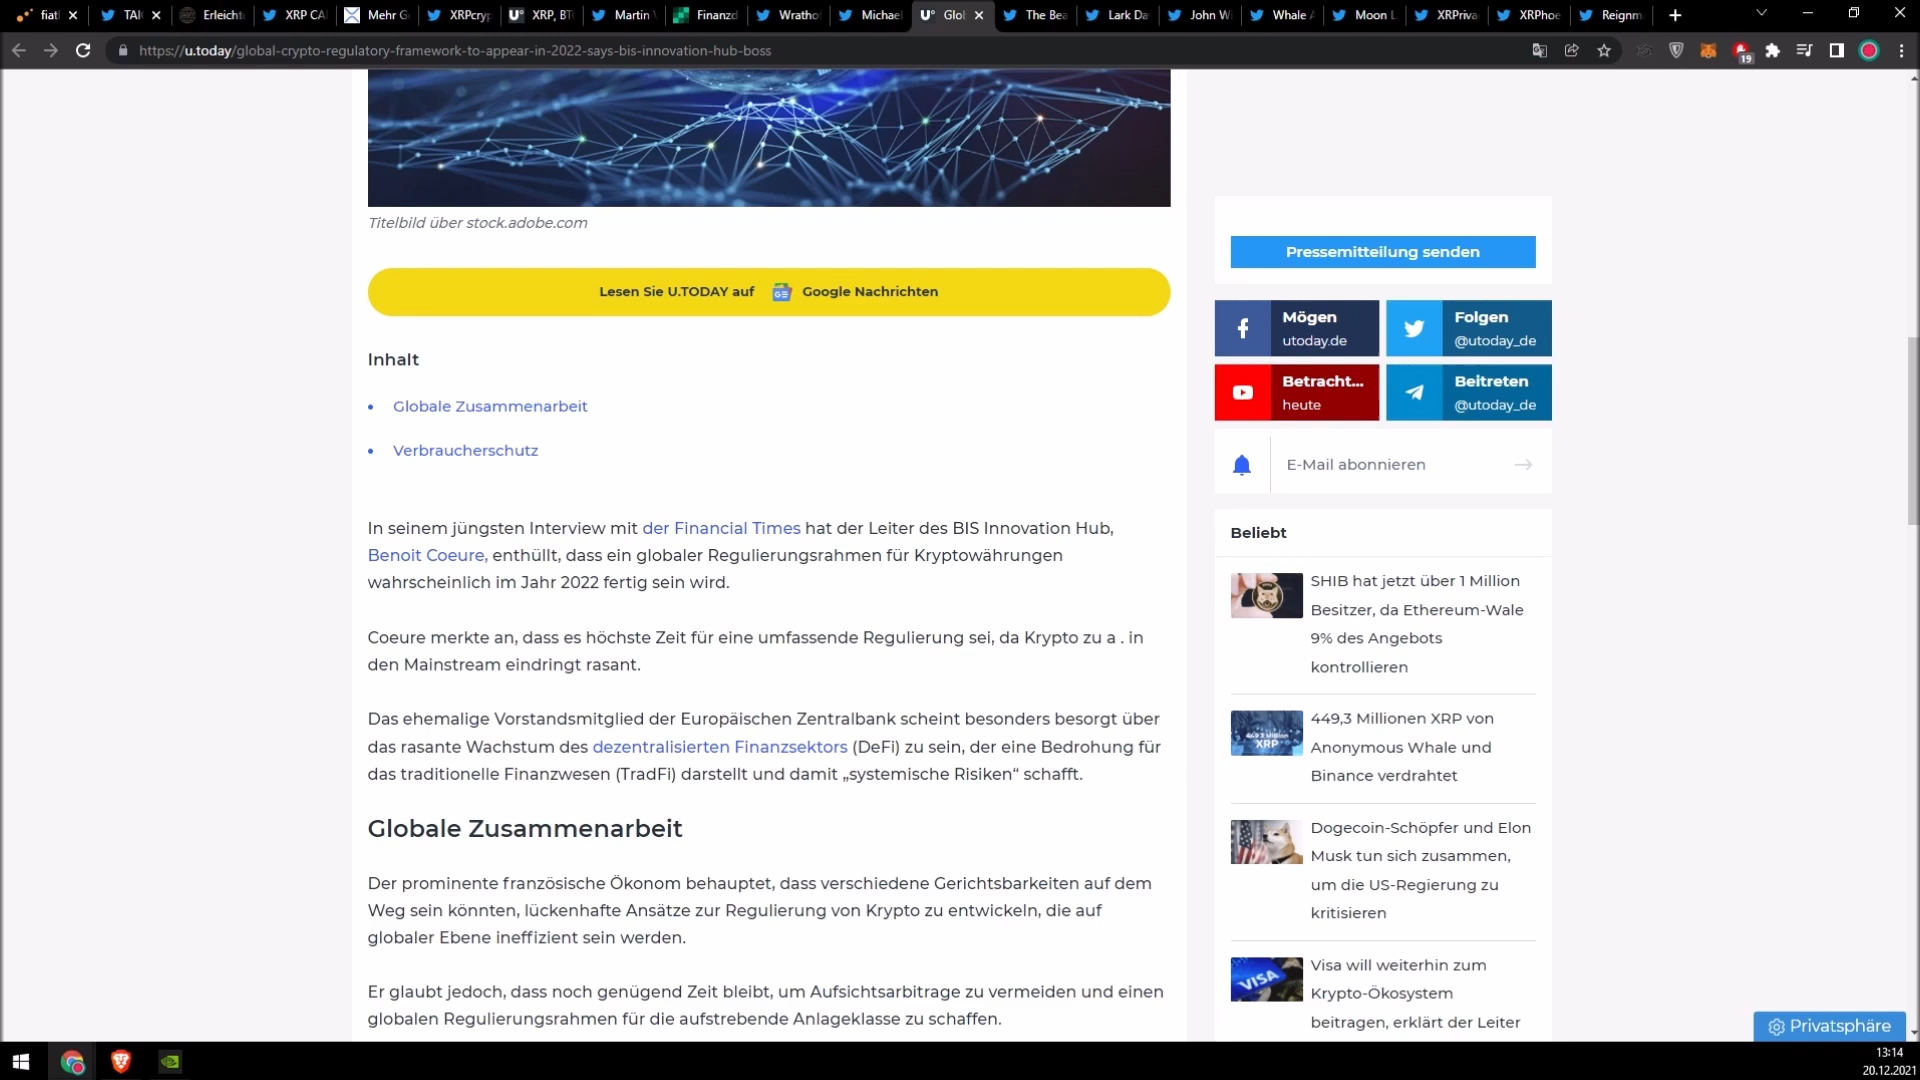 fiatl
TAIC
Erleicht
XRP CA
Mehr G
XRPcryp
XRP, BT
Martin
Finanzd
Wratho
Michael
Glol
The Bea
Lark Da
John W
Whale
Moon L
XRPriva
XRPhoe
Reignm
https://u.today/global-crypto-regulatory-framework-to-appear-in-2022-says-bis-innovation-hub-boss
19
Titelbild über stock.adobe.com
Lesen Sie U.TODAY auf Google Nachrichten
Inhalt
Globale Zusammenarbeit
Verbraucherschutz
In seinem jüngsten Interview mit der Financial Times hat der Leiter des BIS Innovation Hub,
Benoit Coeure, enthüllt, dass ein globaler Regulierungsrahmen für Kryptowährungen
wahrscheinlich im Jahr 2022 fertig sein wird.
Coeure merkte an, dass es höchste Zeit für eine umfassende Regulierung sei, da Krypto zu a . in
den Mainstream eindringt rasant.
Das ehemalige Vorstandsmitglied der Europäischen Zentralbank scheint besonders besorgt über
das rasante Wachstum des dezentralisierten Finanzsektors (DeFi) zu sein, der eine Bedrohung für
das traditionelle Finanzwesen (TradFi) darstellt und damit „systemische Risiken“ schafft.
Globale Zusammenarbeit
Der prominente französische Ökonom behauptet, dass verschiedene Gerichtsbarkeiten auf dem
Weg sein könnten, lückenhafte Ansätze zur Regulierung von Krypto zu entwickeln, die auf
globaler Ebene ineffizient sein werden.
Er glaubt jedoch, dass noch genügend Zeit bleibt, um Aufsichtsarbitrage zu vermeiden und einen
globalen Regulierungsrahmen für die aufstrebende Anlageklasse zu schaffen.
Pressemitteilung senden
Mögen
utoday.de
Folgen
@utoday_de
Betracht...
heute
Beitreten
@utoday_de
E-Mail abonnieren
Beliebt
SHIB hat jetzt über 1 Million
Besitzer, da Ethereum-Wale
9% des Angebots
kontrollieren
449,3 Millionen XRP von
Anonymous Whale und
Binance verdrahtet
Dogecoin-Schöpfer und Elon
Musk tun sich zusammen,
um die US-Regierung zu
kritisieren
VISA
Visa will weiterhin zum
Krypto-Ökosystem
beitragen, erklärt der Leiter
Privatsphäre
13:14
20.12.2021